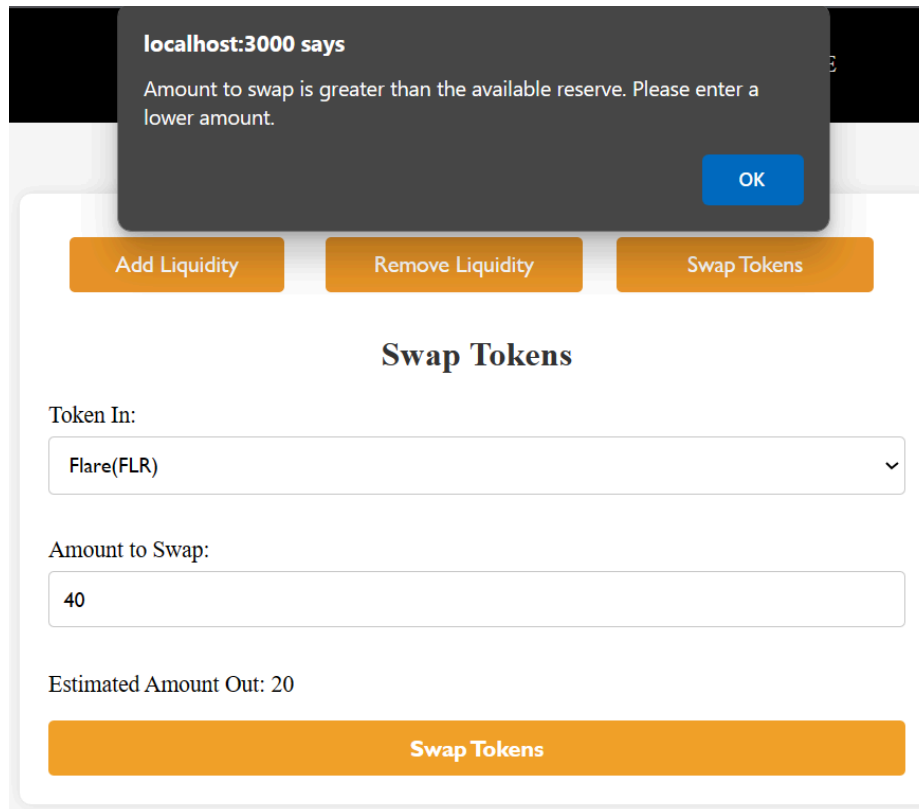 localhost:3000 says
Amount to swap is greater than the available reserve. Please enter a
lower amount.
OK
E
Add Liquidity
Remove Liquidity
Swap Tokens
Swap Tokens
Token In:
Flare(FLR)
Amount to Swap:
40
Estimated Amount Out: 20
Swap Tokens